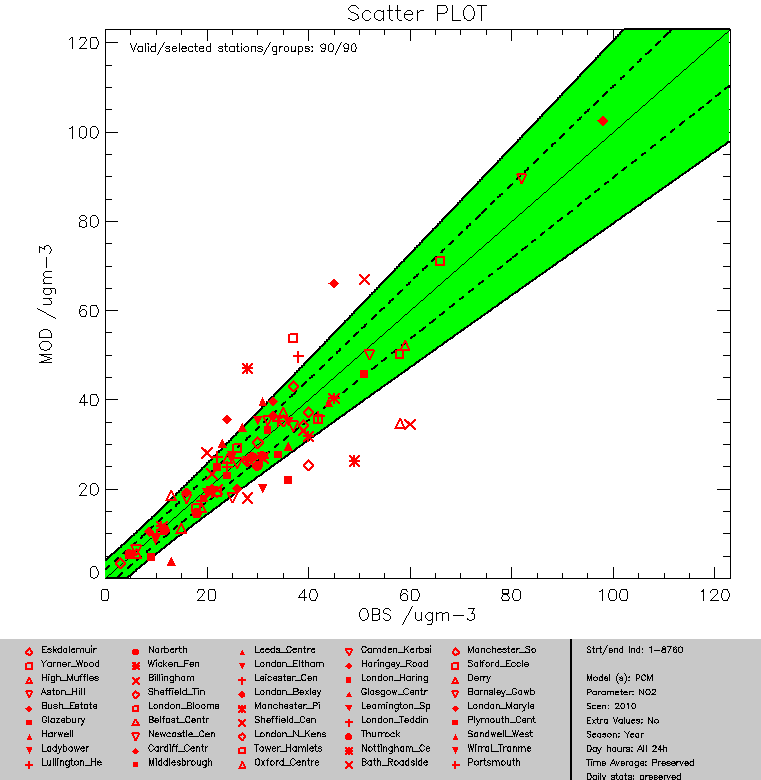 Scatter PLOT
Valid/selected stations/groups: 90/90
MOD /ugm-3
120
100
80
60
40
20
0
0 20 40 60 80 100 120
OBS /ugm-3
Eskdalemuir Narberth Leeds_Centre Camden_Kerbsi Manchester_So
Yarner_Wood Wicken_Fen London_Eltham Haringey_Road Salford_Eccle
High_Muffles Billingham Leicester_Cen London_Haring Derry
Aston_Hill Sheffield_Tin London_Bexley Glasgow_Centr Barnsley_Gawb
Bush_Estate London_Blooms Manchester_Pi Leamington_Sp London_Maryle
Glazebury Belfast_Centr Sheffield_Cen London_Teddin Plymouth_Cent
Harwell Newcastle_Cen London_N_Kens Thurrock Sandwell_West
Ladybower Cardiff_Centr Tower_Hamlets Nottingham_Ce Wirral_Tranme
Lullington_He Middlesbrough Oxford_Centre Bath_Roadside Portsmouth
Strt/end Ind: 1-8760
Model (s): PCM
Parameter: NO2
Scen: 2010
Extra Values: No
Season: Year
Day hours: All 24h
Time Average: Preserved
Daily stats: preserved